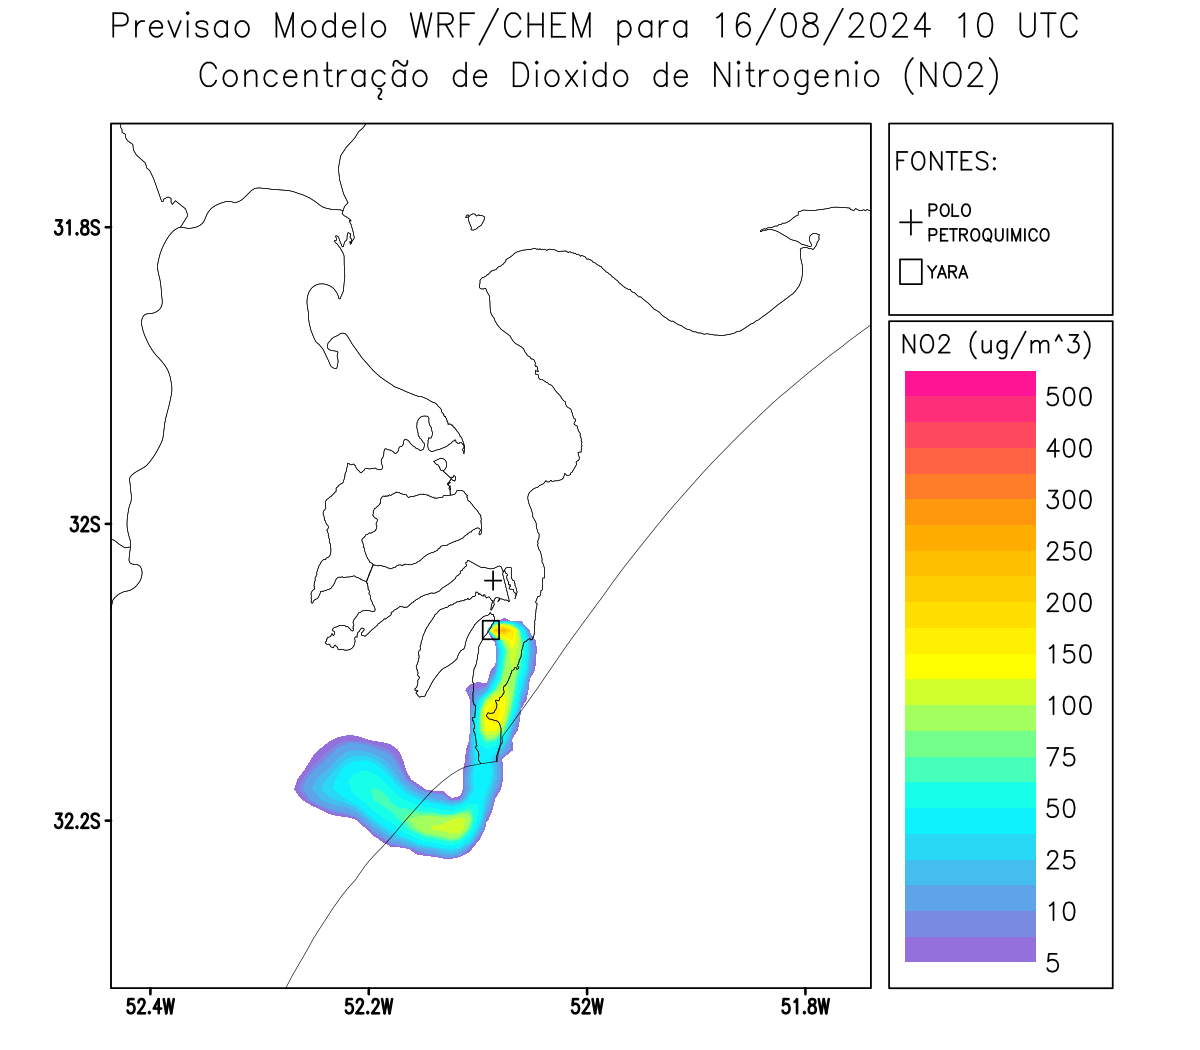 Previsao Modelo WRF/CHEM para 16/08/2024 10 UTC
Concentração de Dioxido de Nitrogenio (NO2)
FONTES:
POLO
PETROQUIMICO
YARA
NO2 (ug/m^3)
500
400
300
250
200
150
100
75
50
25
10
5
31.8S
32S
32.2S
52.4W
52.2W
52W
51.8W